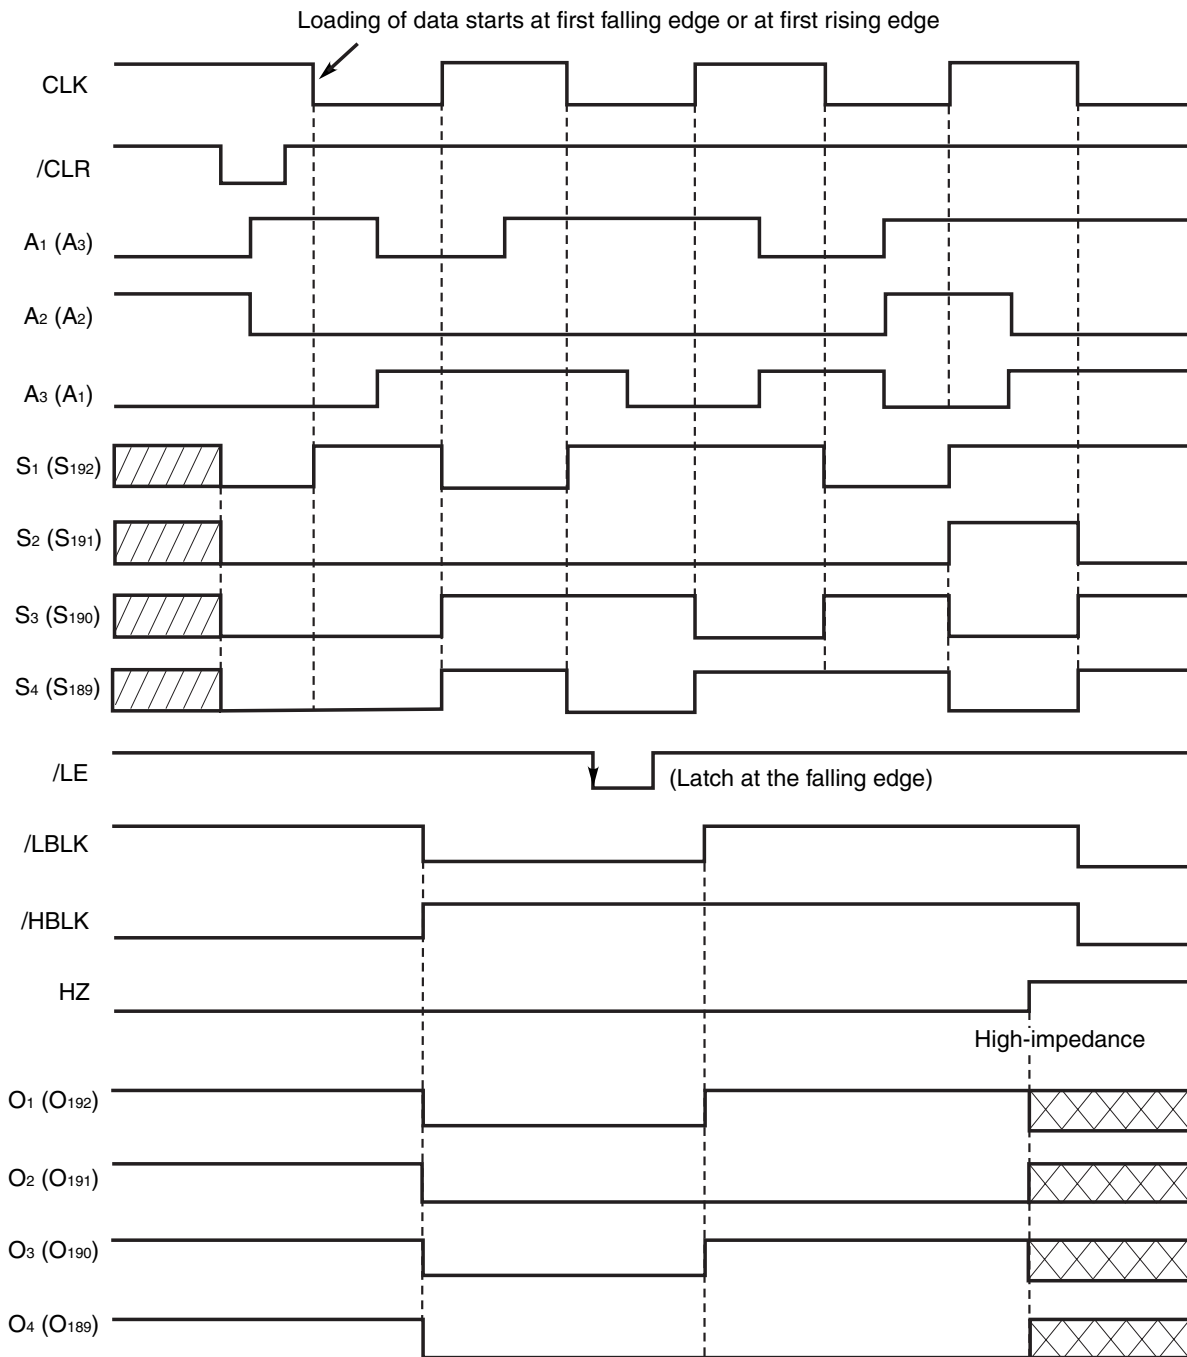 Loading of data starts at first falling edge or at first rising edge
CLK
/CLR
A1 (A3)
A2 (A2)
A3 (A1)
S1 (S192)
S2 (S191)
S3 (S190)
S4 (S189)
/LE
(Latch at the falling edge)
/LBLK
/HBLK
HZ
High-impedance
O1 (O192)
O2 (O191)
O3 (O190)
O4 (O189)